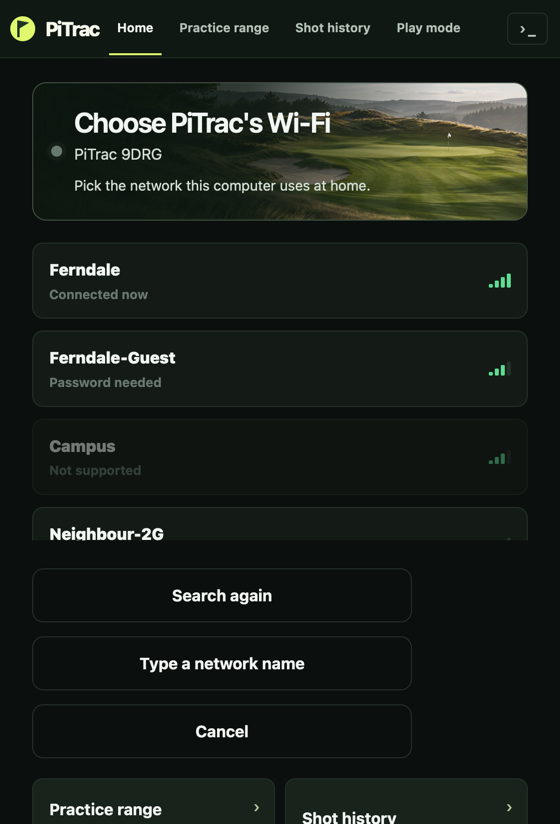 PiTrac
Home
Practice range
Shot history
Play mode
›_
Choose PiTrac's Wi-Fi
PiTrac 9DRG
Pick the network this computer uses at home.
Ferndale
Connected now
Ferndale-Guest
Password needed
Campus
Not supported
Neighbour-2G
Search again
Type a network name
Cancel
Practice range
Shot history